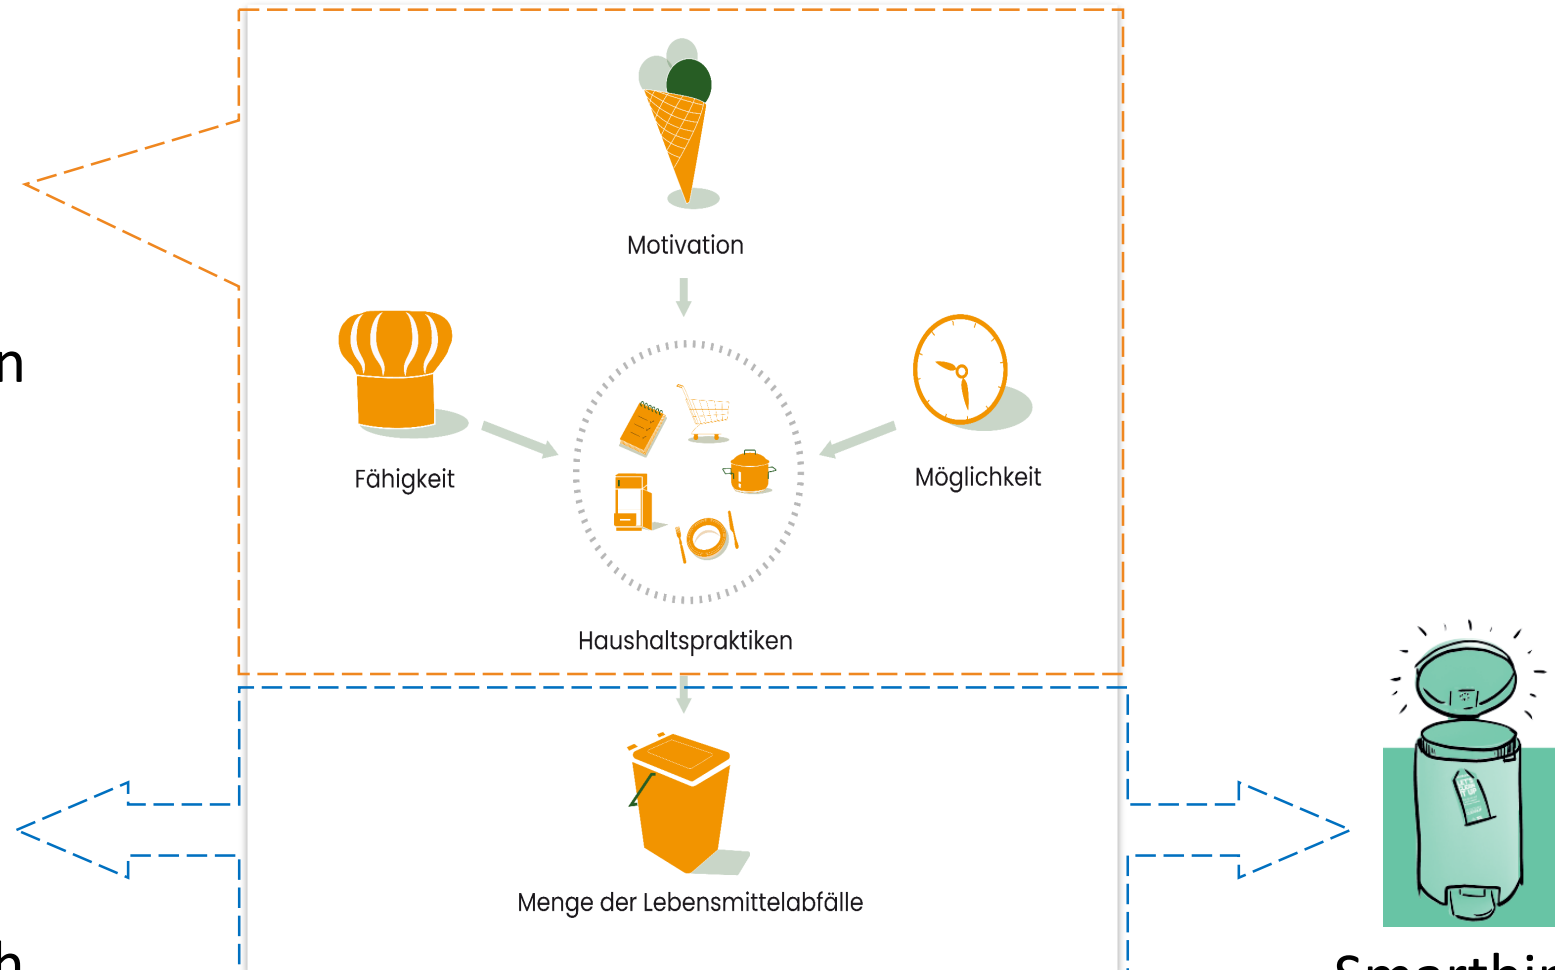 Motivation
Fähigkeit
Möglichkeit
Haushaltspraktiken
Menge der Lebensmittelabfälle